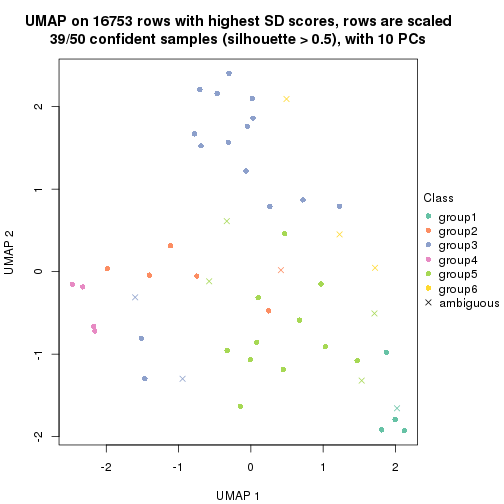 UMAP on 16753 rows with highest SD scores, rows are scaled
39/50 confident samples (silhouette > 0.5), with 10 PCs
UMAP 2
2
1
0
-1
-2
-2
-1
0
1
2
UMAP 1
Class
group1
group2
group3
group4
group5
group6
ambiguous